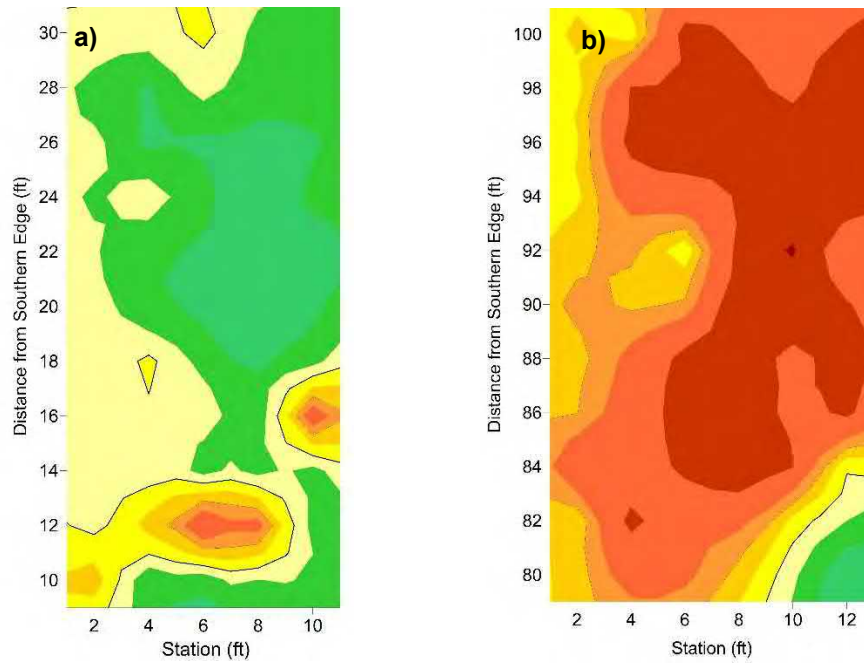 a)
30
28
26
24
22
20
18
16
14
12
10
Distance from Southern Edge (ft)
2 4 6 8 10
Station (ft)
b)
100
98
96
94
92
90
88
86
84
82
80
Distance from Southern Edge (ft)
2 4 6 8 10 12
Station (ft)